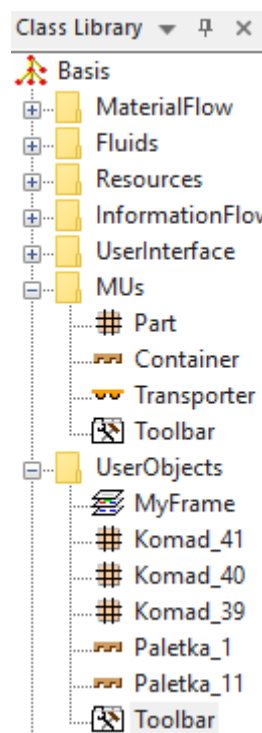 Class Library
Basis
MaterialFlow
Fluids
Resources
InformationFlow
UserInterface
MUs
Part
Container
Transporter
Toolbar
UserObjects
MyFrame
Komad_41
Komad_40
Komad_39
Paletka_1
Paletka_11
Toolbar